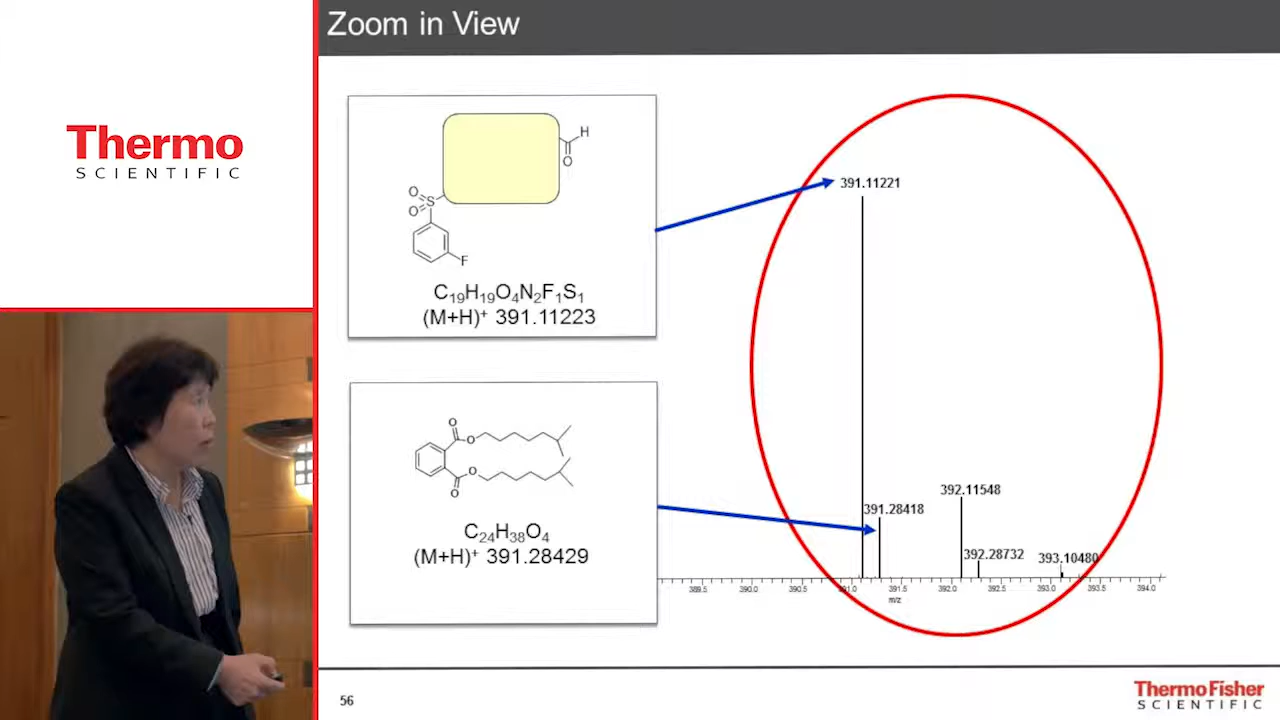 Zoom in View
Thermo
SCIENTIFIC
H
O
O
S
O
F
C₁₉H₁₉O₄N₂F₁S₁
(M+H)⁺ 391.11223
O
O
O
O
C₂₄H₃₈O₄
(M+H)⁺ 391.28429
391.11221
392.11548
391.28418
392.28732
393.10480
389.5 390.0 390.5 391.0 391.5 392.0 392.5 393.0 393.5 394.0
m/z
56
ThermoFisher
SCIENTIFIC